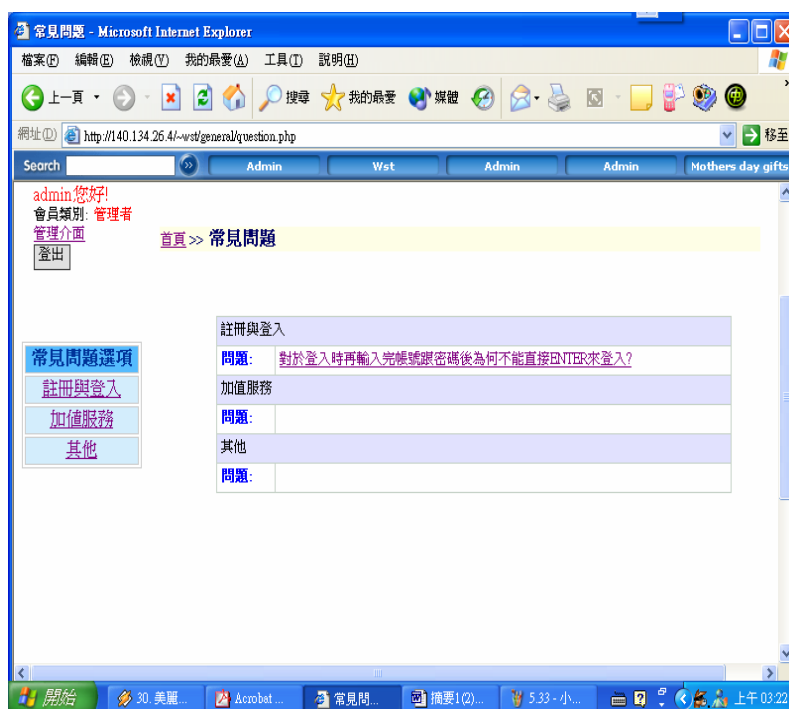 常見問題 - Microsoft Internet Explorer
檔案(F) 編輯(E) 檢視(V) 我的最愛(A) 工具(T) 說明(H)
上一頁 搜尋 我的最愛 媒體
網址(D) http://140.134.26.4/~wst/general/question.php 移至
Search Admin Wst Admin Admin Mothers day gifts
admin您好!
會員類別: 管理者
管理介面
登出
首頁>> 常見問題
常見問題選項
註冊與登入
加值服務
其他
註冊與登入
問題: 對於登入時再輸入完帳號跟密碼後為何不能直接ENTER來登入?
加值服務
問題:
其他
問題:
開始 30. 美麗... Acrobat ... 常見問... 摘要1(2)... 5.33 - 小... 上午 03:22